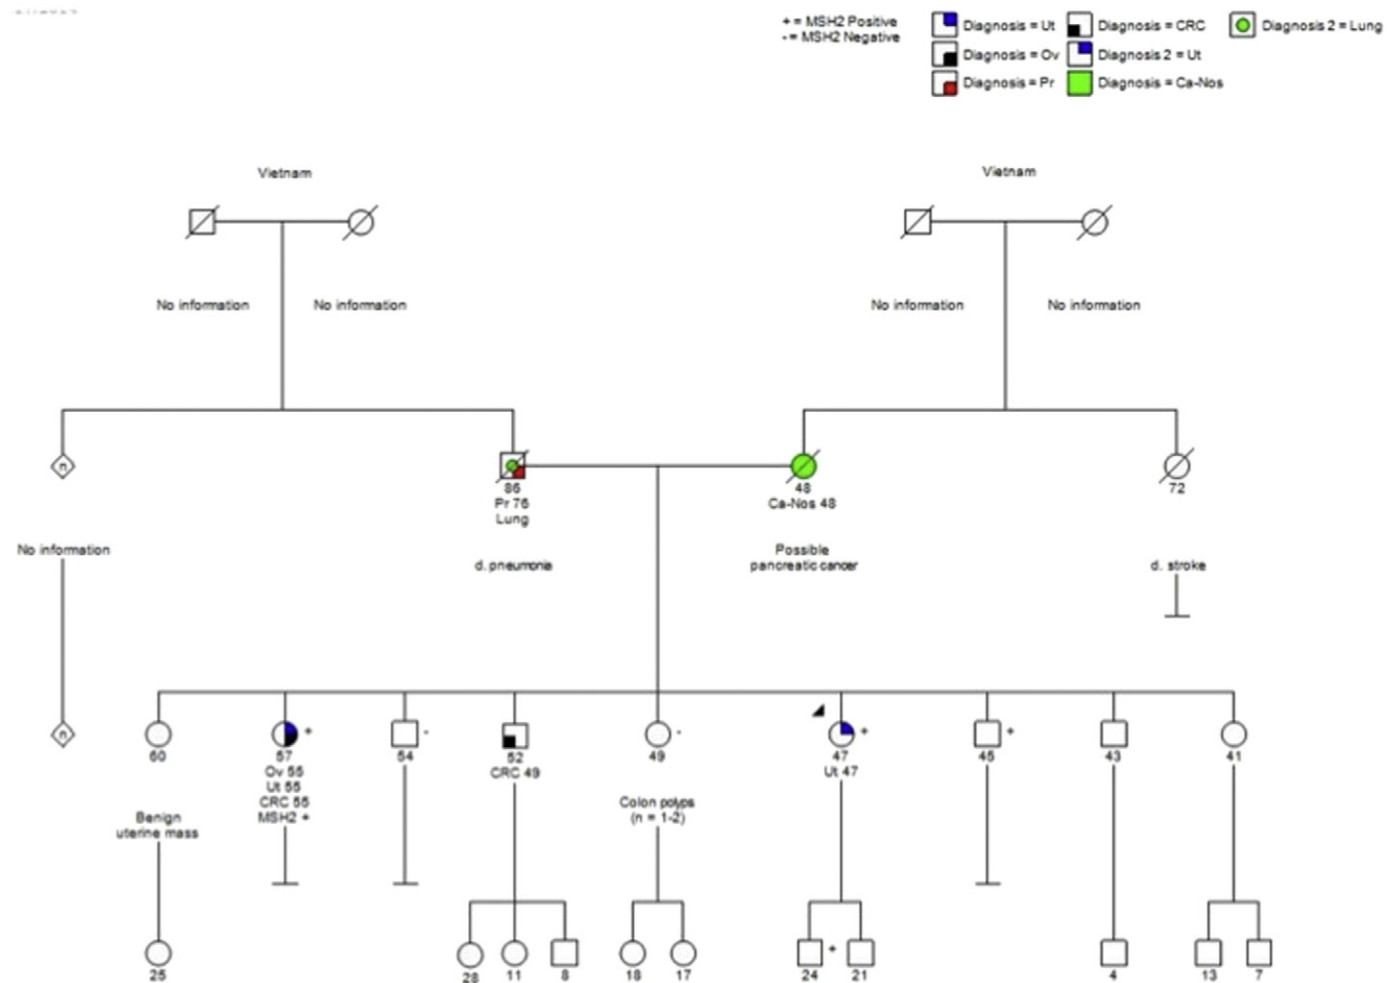 + = MSH2 Positive
- = MSH2 Negative
Diagnosis = Ut
Diagnosis = CRC
Diagnosis 2 = Lung
Diagnosis = Ov
Diagnosis 2 = Ut
Diagnosis = Pr
Diagnosis = Ca-Nos
Vietnam
Vietnam
No information
No information
No information
No information
n
86
Pr 76
Lung
48
Ca-Nos 48
72
No information
d. pneumonia
Possible
pancreatic cancer
d. stroke
n
60
+
57
Ov 55
Ut 55
CRC 55
MSH2 +
-
54
52
CRC 49
-
49
+
47
Ut 47
+
45
43
41
Benign
uterine mass
Colon polyps
(n = 1-2)
25
28
11
8
18
17
+
24
21
4
13
7